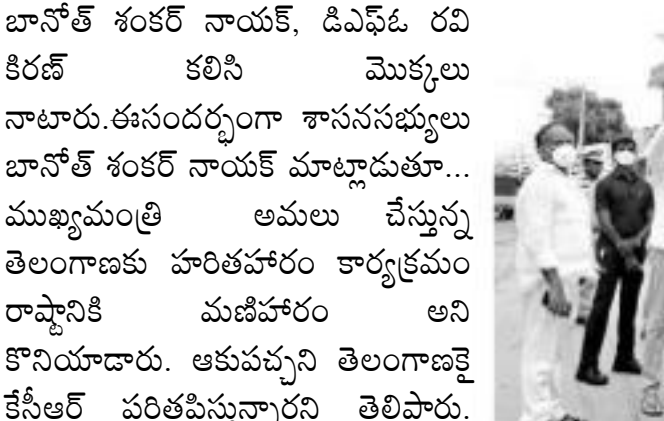 బానోత్ శంకర్ నాయక్, డిఎఫ్ఓ రవి
కిరణ్ కలిసి మొక్కలు
నాటారు.ఈసందర్భంగా శాసనసభ్యులు
బానోత్ శంకర్ నాయక్ మాట్లాడుతూ...
ముఖ్యమంత్రి అమలు చేస్తున్న
తెలంగాణకు హరితహారం కార్యక్రమం
రాష్టానికి మణిహారం అని
కొనియాడారు. ఆకుపచ్చని తెలంగాణకై
కేసీఆర్ పరితపిస్తున్నారని తెలిపారు.